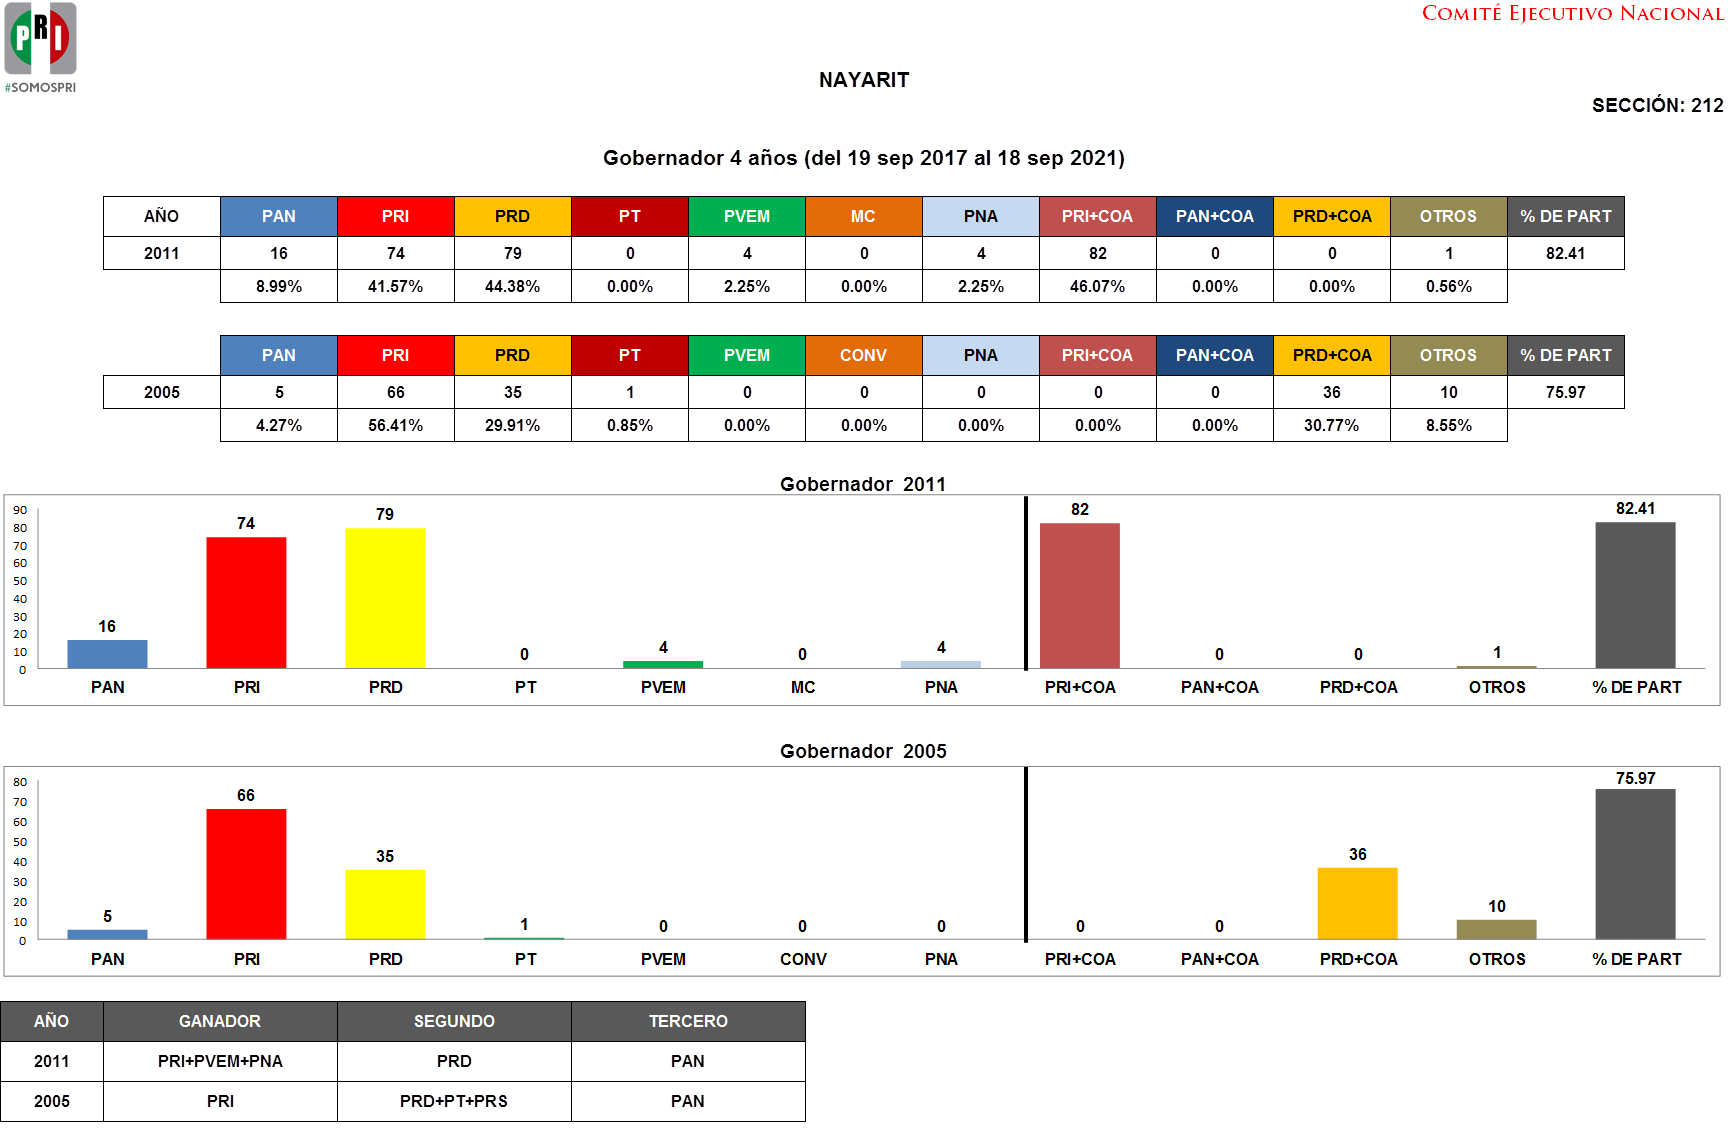 COMITÉ EJECUTIVO NACIONAL
PRI
#SOMOSPRI
NAYARIT
SECCIÓN: 212
Gobernador 4 años (del 19 sep 2017 al 18 sep 2021)
AÑO PAN PRI PRD PT PVEM MC PNA PRI+COA PAN+COA PRD+COA OTROS % DE PART
2011 16 74 79 0 4 0 4 82 0 0 1 82.41
8.99% 41.57% 44.38% 0.00% 2.25% 0.00% 2.25% 46.07% 0.00% 0.00% 0.56%
PAN PRI PRD PT PVEM CONV PNA PRI+COA PAN+COA PRD+COA OTROS % DE PART
2005 5 66 35 1 0 0 0 0 0 36 10 75.97
4.27% 56.41% 29.91% 0.85% 0.00% 0.00% 0.00% 0.00% 0.00% 30.77% 8.55%
Gobernador 2011
90
80
70
60
50
40
30
20
10
0
16 74 79 0 4 0 4 82 0 0 1 82.41
PAN PRI PRD PT PVEM MC PNA PRI+COA PAN+COA PRD+COA OTROS % DE PART
Gobernador 2005
80
70
60
50
40
30
20
10
0
5 66 35 1 0 0 0 0 0 36 10 75.97
PAN PRI PRD PT PVEM CONV PNA PRI+COA PAN+COA PRD+COA OTROS % DE PART
AÑO GANADOR SEGUNDO TERCERO
2011 PRI+PVEM+PNA PRD PAN
2005 PRI PRD+PT+PRS PAN